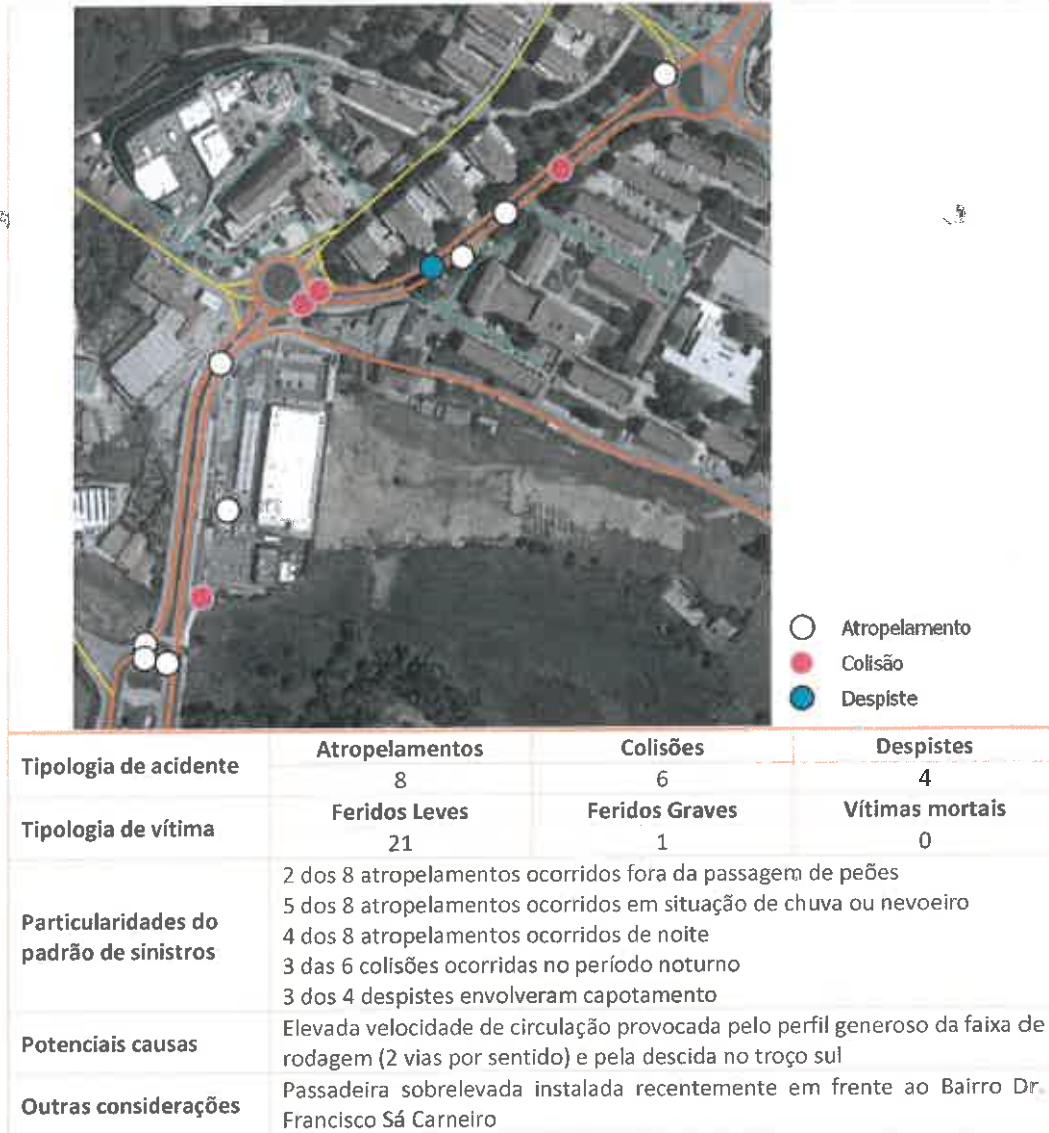 Atropelamento
Colisão
Despiste
Tipologia de acidente
Atropelamentos Colisões Despistes
8 6 4
Tipologia de vítima
Feridos Leves Feridos Graves Vítimas mortais
21 1 0
Particularidades do
padrão de sinistros
2 dos 8 atropelamentos ocorridos fora da passagem de peões
5 dos 8 atropelamentos ocorridos em situação de chuva ou nevoeiro
4 dos 8 atropelamentos ocorridos de noite
3 das 6 colisões ocorridas no período noturno
3 dos 4 despistes envolveram capotamento
Potenciais causas
Elevada velocidade de circulação provocada pelo perfil generoso da faixa de
rodagem (2 vias por sentido) e pela descida no troço sul
Outras considerações
Passadeira sobrelevada instalada recentemente em frente ao Bairro Dr.
Francisco Sá Carneiro